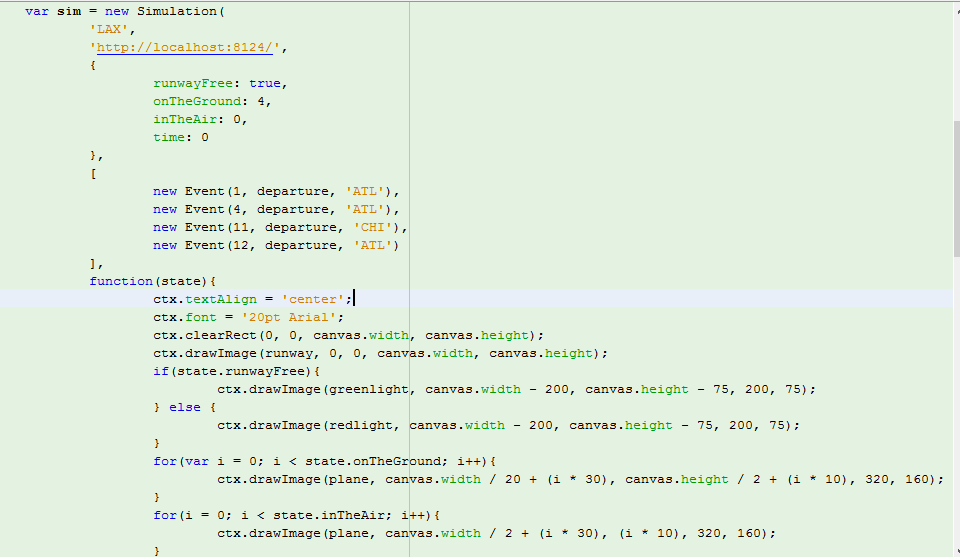 var sim = new Simulation(
'LAX',
'http://localhost:8124/',
{
runwayFree: true,
onTheGround: 4,
inTheAir: 0,
time: 0
},
[
new Event(1, departure, 'ATL'),
new Event(4, departure, 'ATL'),
new Event(11, departure, 'CHI'),
new Event(12, departure, 'ATL')
],
function(state){
ctx.textAlign = 'center';
ctx.font = '20pt Arial';
ctx.clearRect(0, 0, canvas.width, canvas.height);
ctx.drawImage(runway, 0, 0, canvas.width, canvas.height);
if(state.runwayFree){
ctx.drawImage(greenlight, canvas.width - 200, canvas.height - 75, 200, 75);
} else {
ctx.drawImage(redlight, canvas.width - 200, canvas.height - 75, 200, 75);
}
for(var i = 0; i < state.onTheGround; i++){
ctx.drawImage(plane, canvas.width / 20 + (i * 30), canvas.height / 2 + (i * 10), 320, 160);
}
for(i = 0; i < state.inTheAir; i++){
ctx.drawImage(plane, canvas.width / 2 + (i * 30), (i * 10), 320, 160);
}